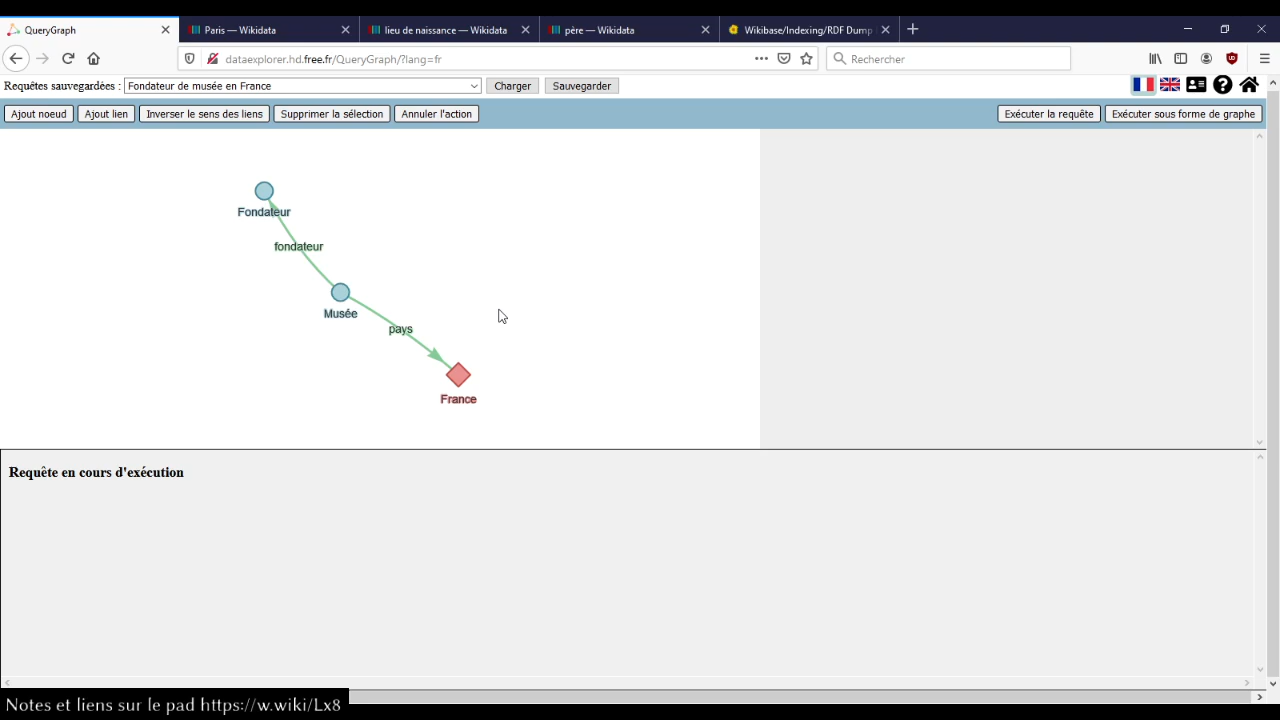 QueryGraph
Paris — Wikidata
lieu de naissance — Wikidata
père — Wikidata
Wikibase/Indexing/RDF Dump
dataexplorer.hd.free.fr/QueryGraph/?lang=fr
Rechercher
Requêtes sauvegardées : Fondateur de musée en France Charger Sauvegarder
Ajout noeud Ajout lien Inverser le sens des liens Supprimer la sélection Annuler l'action Exécuter la requête Exécuter sous forme de graphe
Fondateur
fondateur
Musée
pays
France
Requête en cours d'exécution
Notes et liens sur le pad https://w.wiki/Lx8